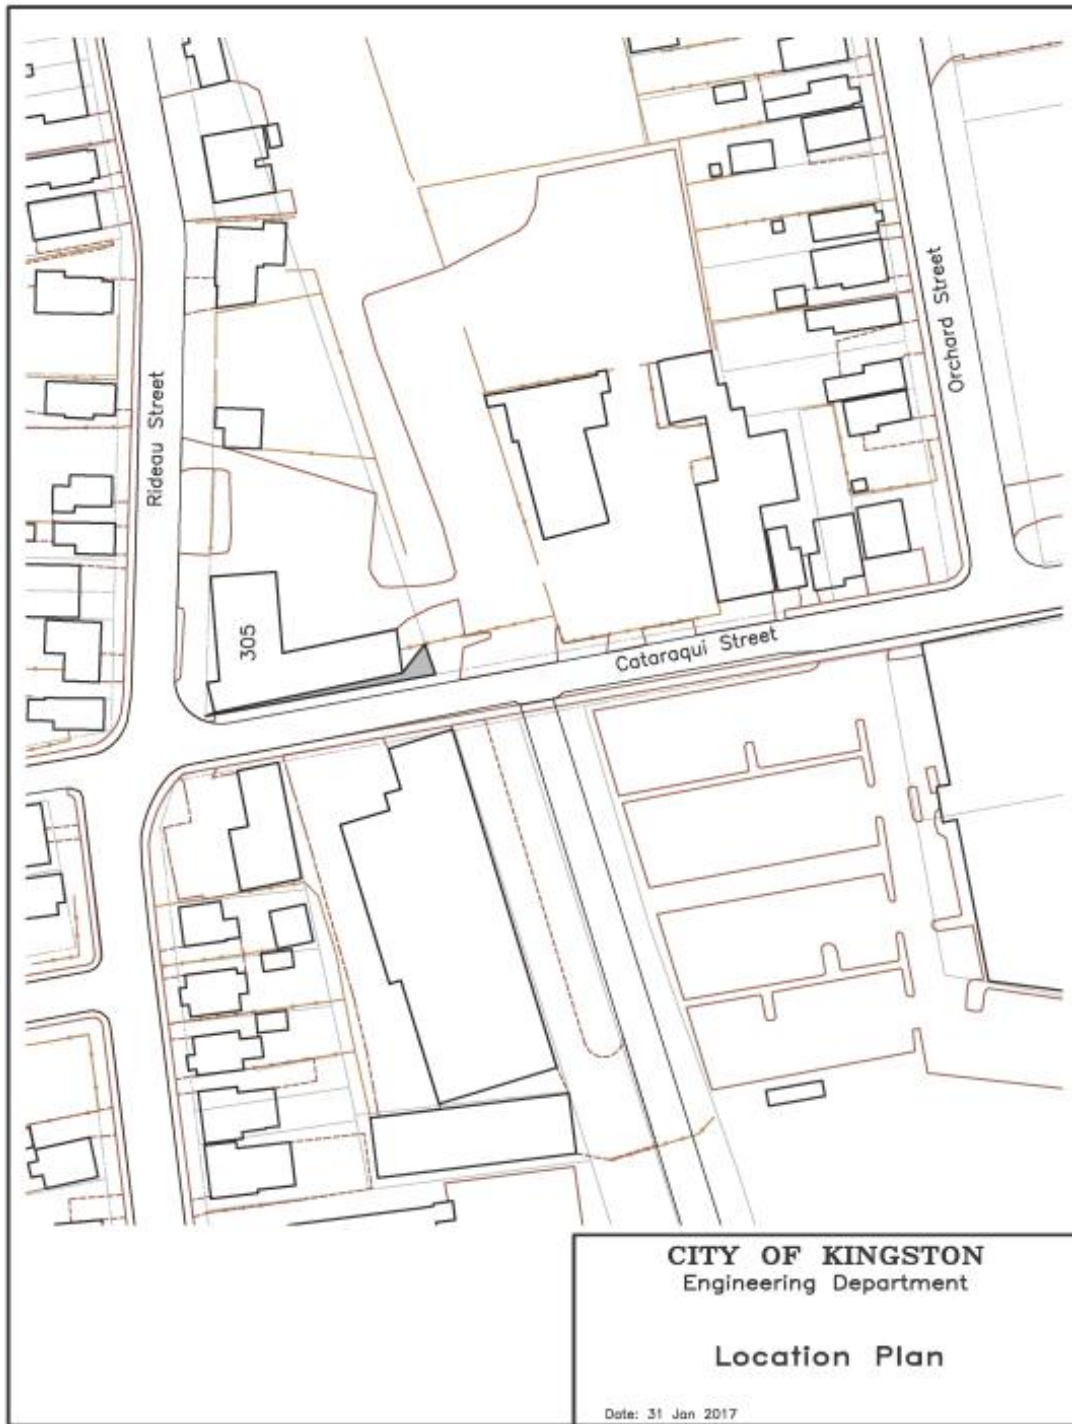 Orchard Street
Rideau Street
305
Cataraqui Street
CITY OF KINGSTON
Engineering Department
Location Plan
Date: 31 Jan 2017